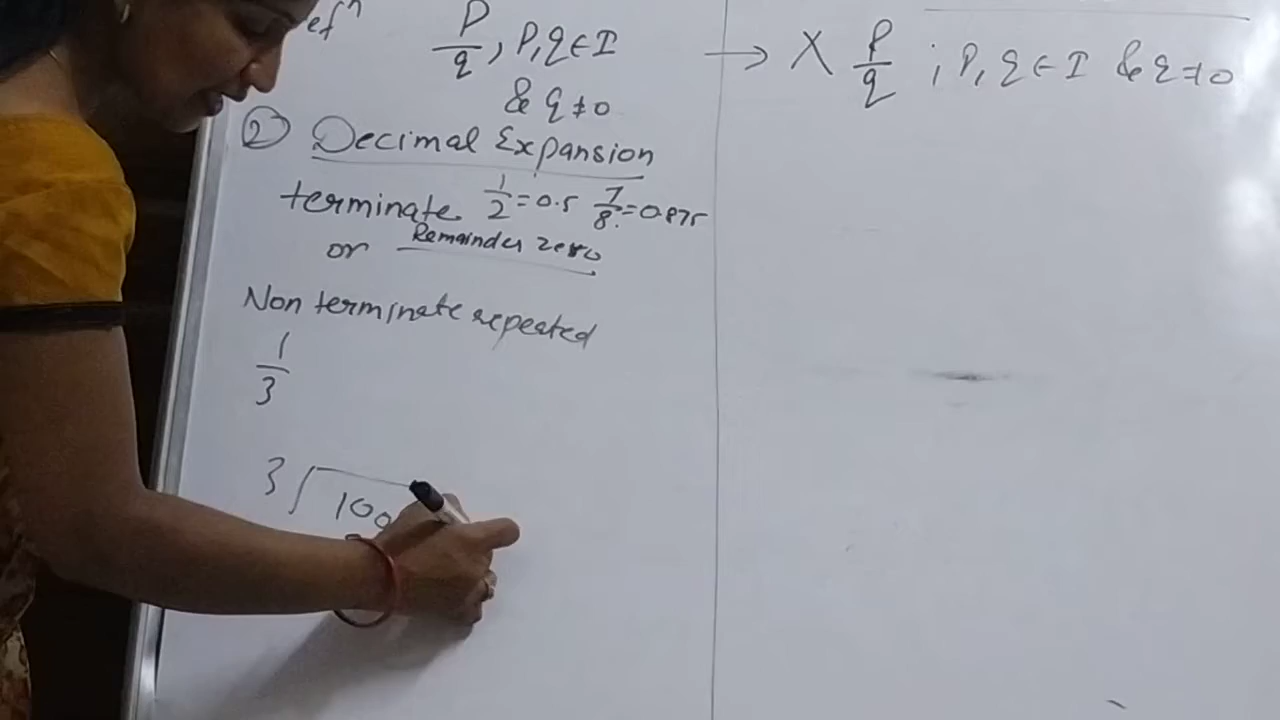 efⁿ
P/q, P,q ∈ I
& q ≠ 0
→ X P/q ; P,q ∈ I & q ≠ 0
② Decimal Expansion
terminate 1/2=0.5 7/8=0.875
or Remainder zero
Non terminate repeated
1/3
3 100